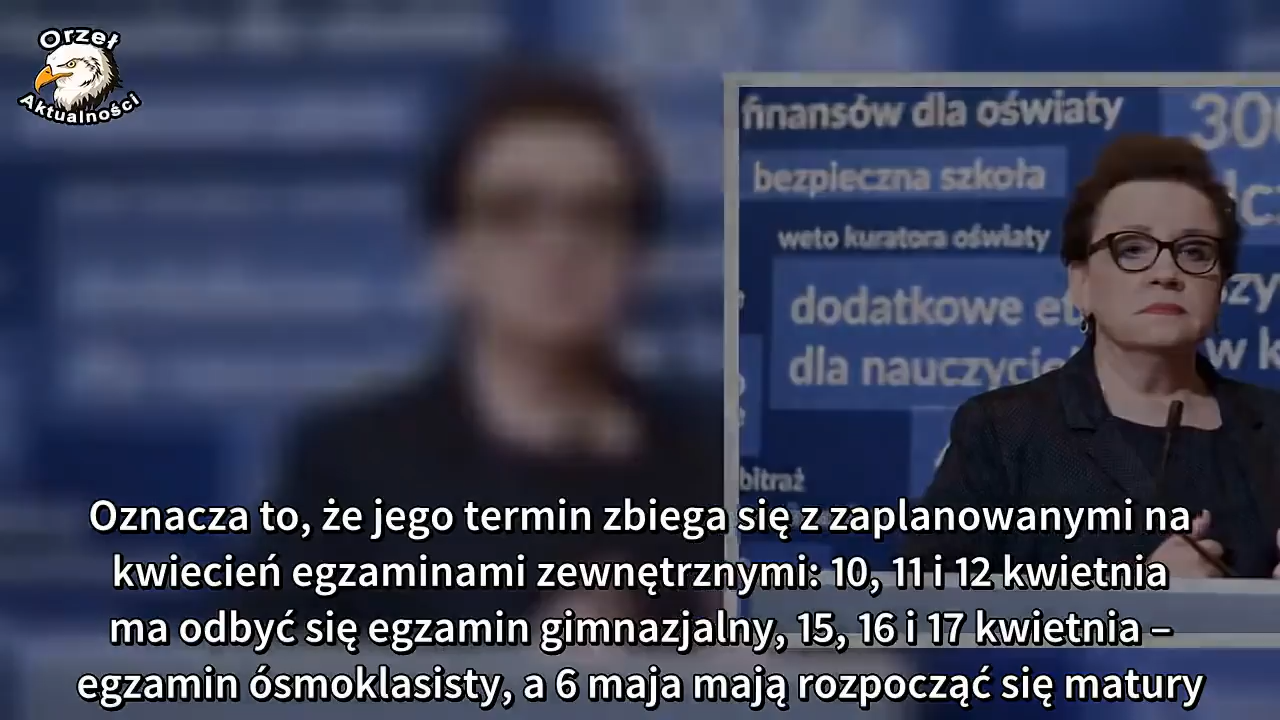 Orzeł
Aktualności
finansów dla oświaty
bezpieczna szkoła
weto kuratora oświaty
dodatkowe
dla
Oznacza to, że jego termin zbiega się z zaplanowanymi na
kwiecień egzaminami zewnętrznymi: 10, 11 i 12 kwietnia
ma odbyć się egzamin gimnazjalny, 15, 16 i 17 kwietnia –
egzamin ósmoklasisty, a 6 maja mają rozpocząć się matury